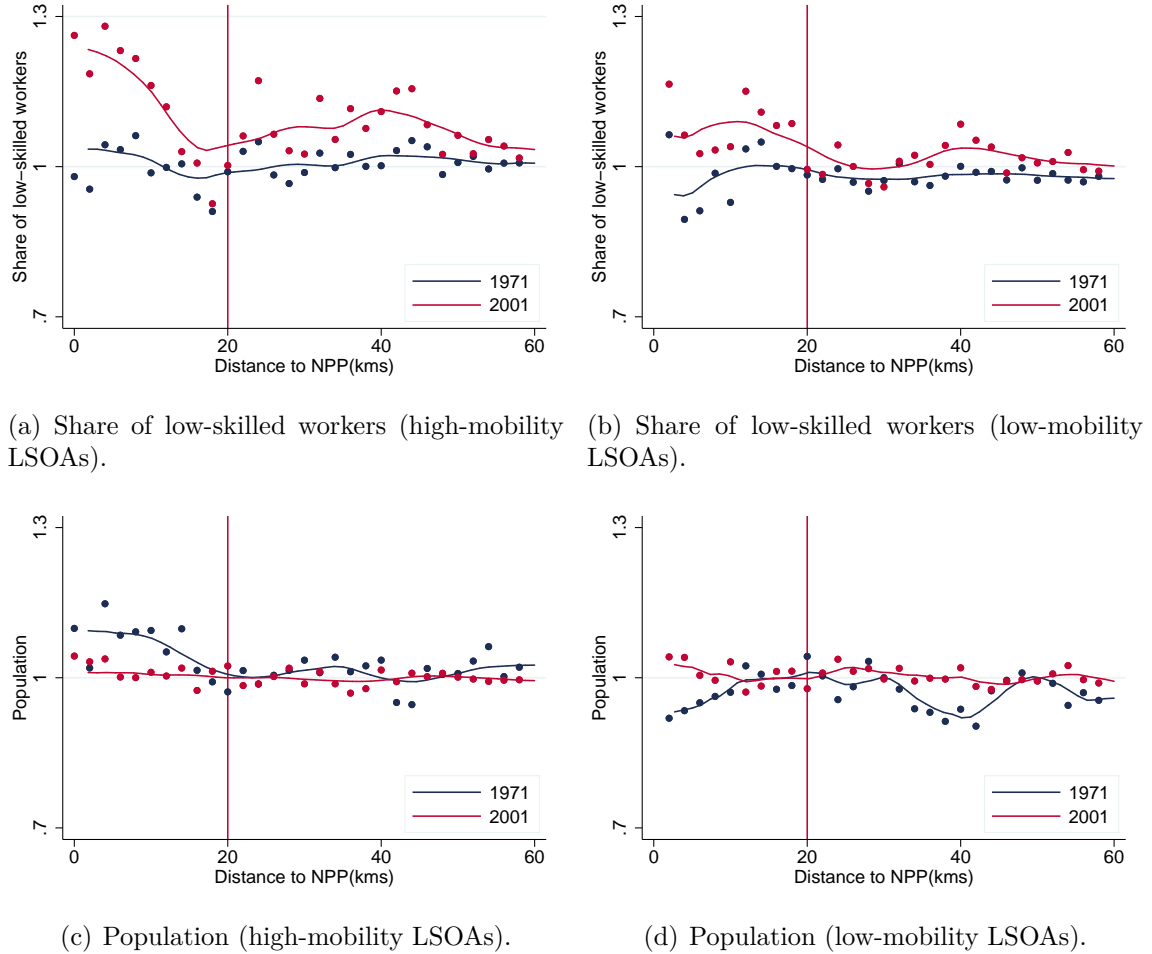 Share of low−skilled workers
1.3
1
.7
0
20
40
60
Distance to NPP(kms)
1971
2001
(a) Share of low-skilled workers (high-mobility
LSOAs).
Share of low−skilled workers
1.3
1
.7
0
20
40
60
Distance to NPP(kms)
1971
2001
(b) Share of low-skilled workers (low-mobility
LSOAs).
Population
1.3
1
.7
0
20
40
60
Distance to NPP(kms)
1971
2001
(c) Population (high-mobility LSOAs).
Population
1.3
1
.7
0
20
40
60
Distance to NPP(kms)
1971
2001
(d) Population (low-mobility LSOAs).